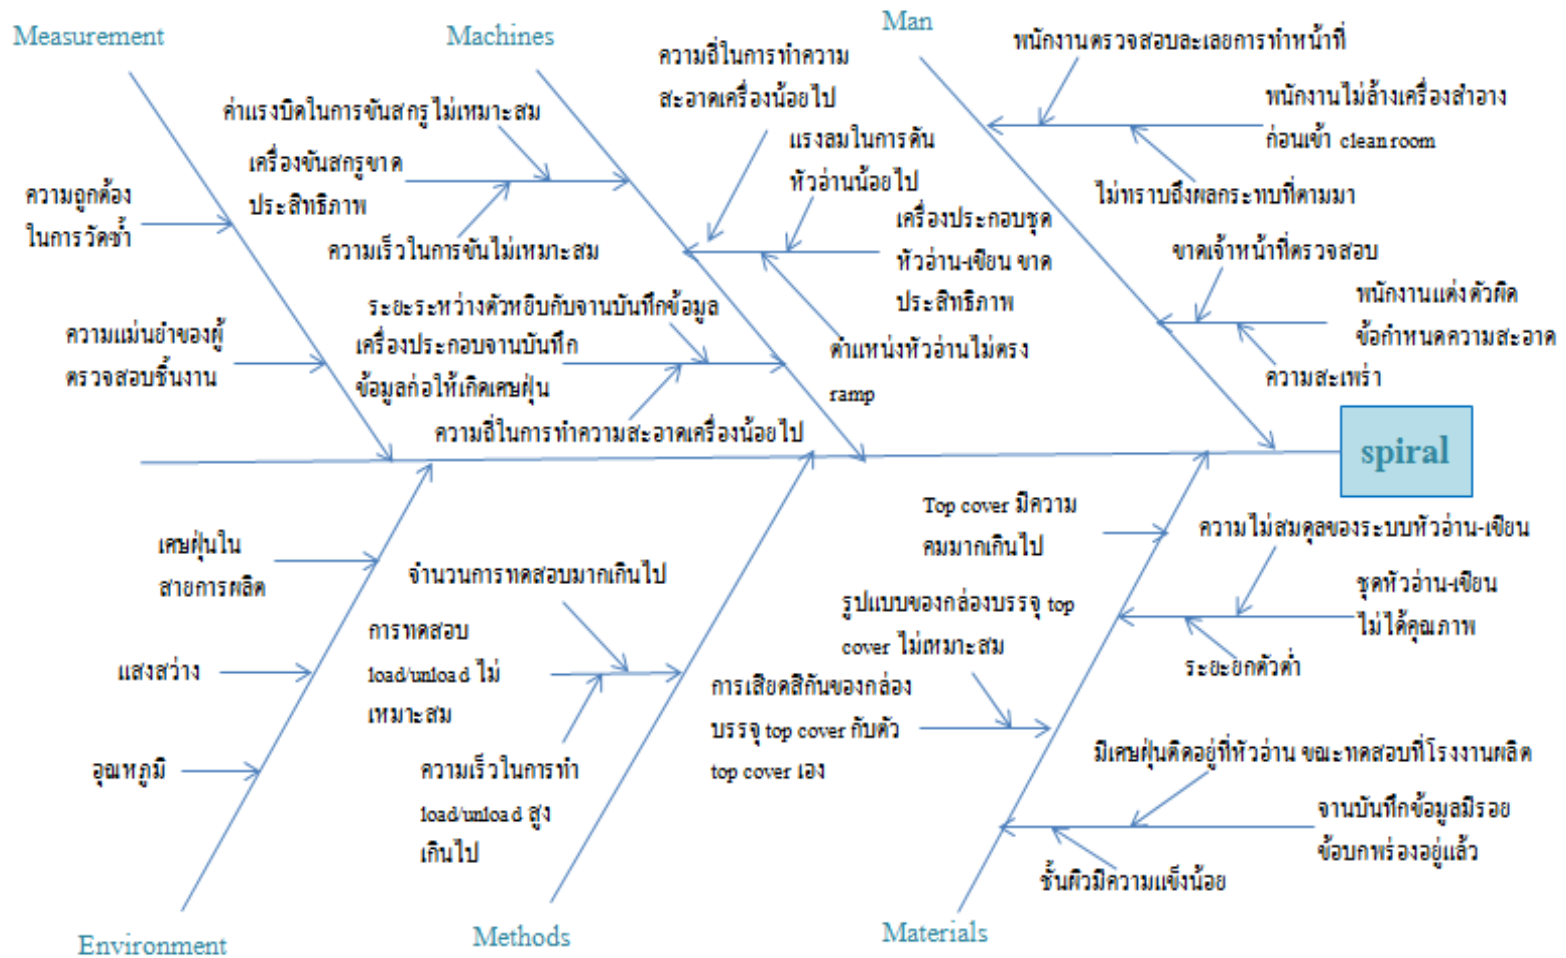 Measurement
Machines
Man
ความถูกต้อง
ในการวัดซ้ำ
ความแม่นยำของผู้
ตรวจสอบชิ้นงาน
ค่าแรงบิดในการขันสกรูไม่เหมาะสม
เครื่องขันสกรูขาด
ประสิทธิภาพ
ความเร็วในการขันไม่เหมาะสม
ความถี่ในการทำความ
สะอาดเครื่องน้อยไป
แรงลมในการดัน
หัวอ่านน้อยไป
เครื่องประกอบชุด
หัวอ่าน-เขียน ขาด
ประสิทธิภาพ
ตำแหน่งหัวอ่านไม่ตรง
ramp
ระยะระหว่างตัวหยิบกับจานบันทึกข้อมูล
เครื่องประกอบจานบันทึก
ข้อมูลก่อให้เกิดเศษฝุ่น
ความถี่ในการทำความสะอาดเครื่องน้อยไป
พนักงานตรวจสอบละเลยการทำหน้าที่
พนักงานไม่ล้างเครื่องสำอาง
ก่อนเข้า cleanroom
ไม่ทราบถึงผลกระทบที่ตามมา
ขาดเจ้าหน้าที่ตรวจสอบ
พนักงานแต่งตัวผิด
ข้อกำหนดความสะอาด
ความสะเพร่า
spiral
เศษฝุ่นใน
สายการผลิต
แสงสว่าง
อุณหภูมิ
จำนวนการทดสอบมากเกินไป
การทดสอบ
load/unload ไม่
เหมาะสม
ความเร็วในการทำ
load/unload สูง
เกินไป
Top cover มีความ
คมมากเกินไป
รูปแบบของกล่องบรรจุ top
cover ไม่เหมาะสม
การเสียดสีกันของกล่อง
บรรจุ top cover กับตัว
top cover เอง
ความไม่สมดุลของระบบหัวอ่าน-เขียน
ชุดหัวอ่าน-เขียน
ไม่ได้คุณภาพ
ระยะยกตัวต่ำ
มีเศษฝุ่นติดอยู่ที่หัวอ่าน ขณะทดสอบที่โรงงานผลิต
จานบันทึกข้อมูลมีรอย
ข้อบกพร่องอยู่แล้ว
ชั้นผิวมีความแข็งน้อย
Environment
Methods
Materials